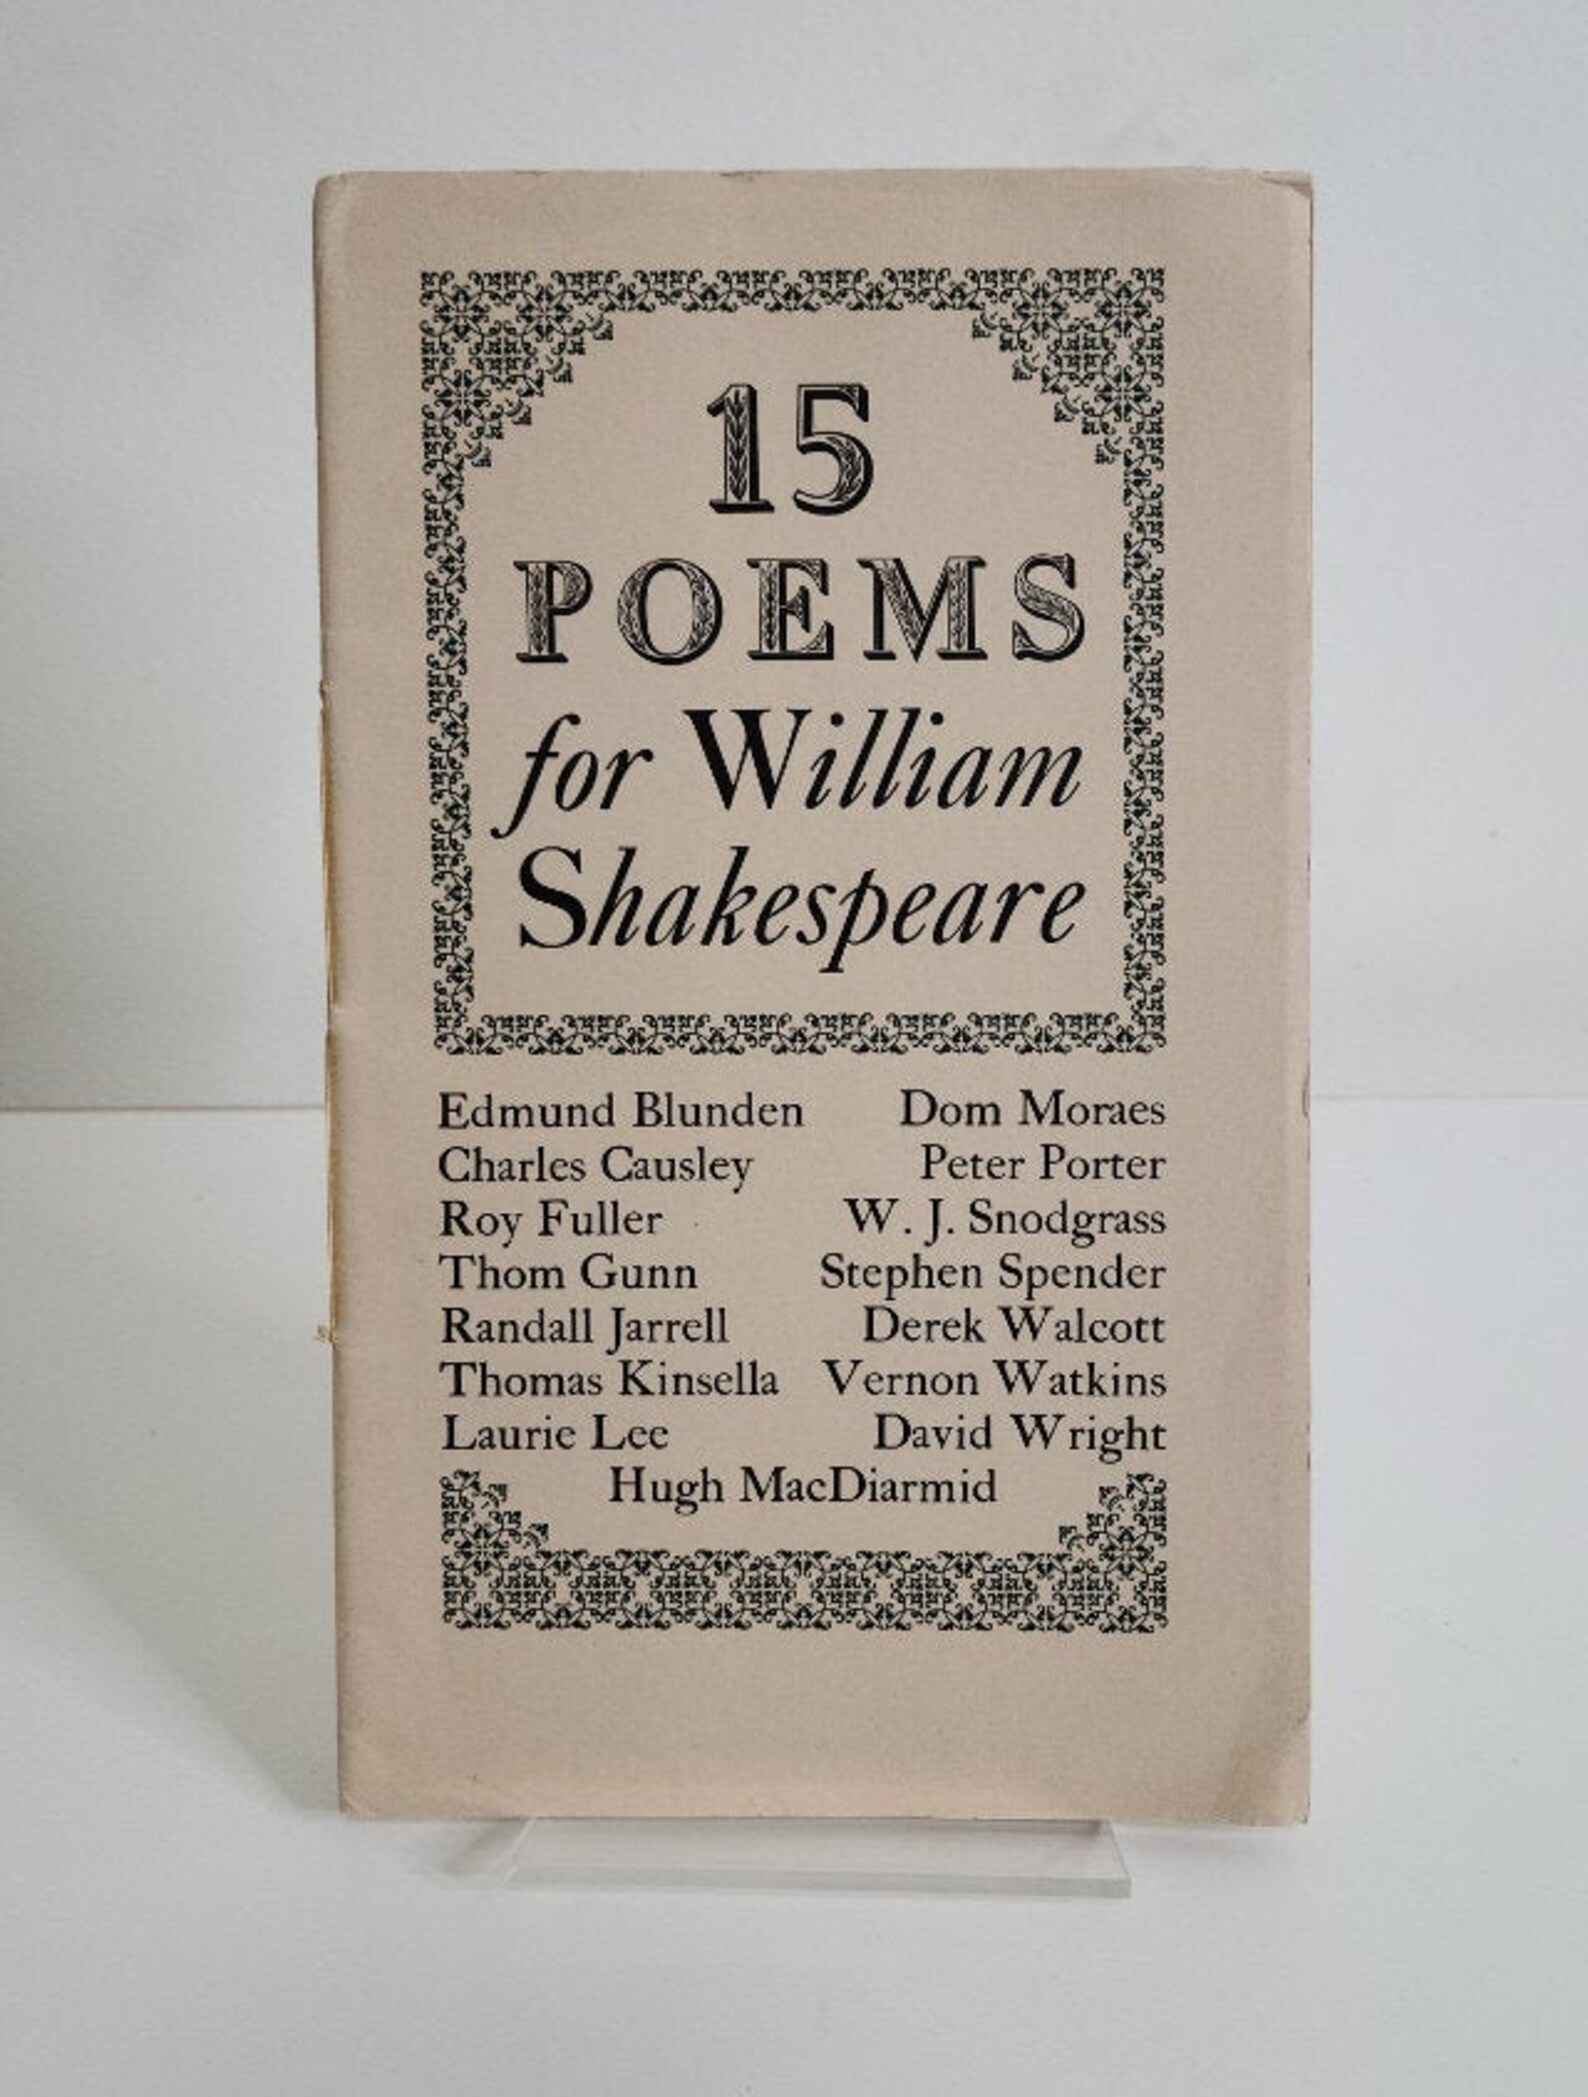 15
POEMS
for William
Shakespeare
Edmund Blunden Dom Moraes
Charles Causley Peter Porter
Roy Fuller W. J. Snodgrass
Thom Gunn Stephen Spender
Randall Jarrell Derek Walcott
Thomas Kinsella Vernon Watkins
Laurie Lee David Wright
Hugh MacDiarmid